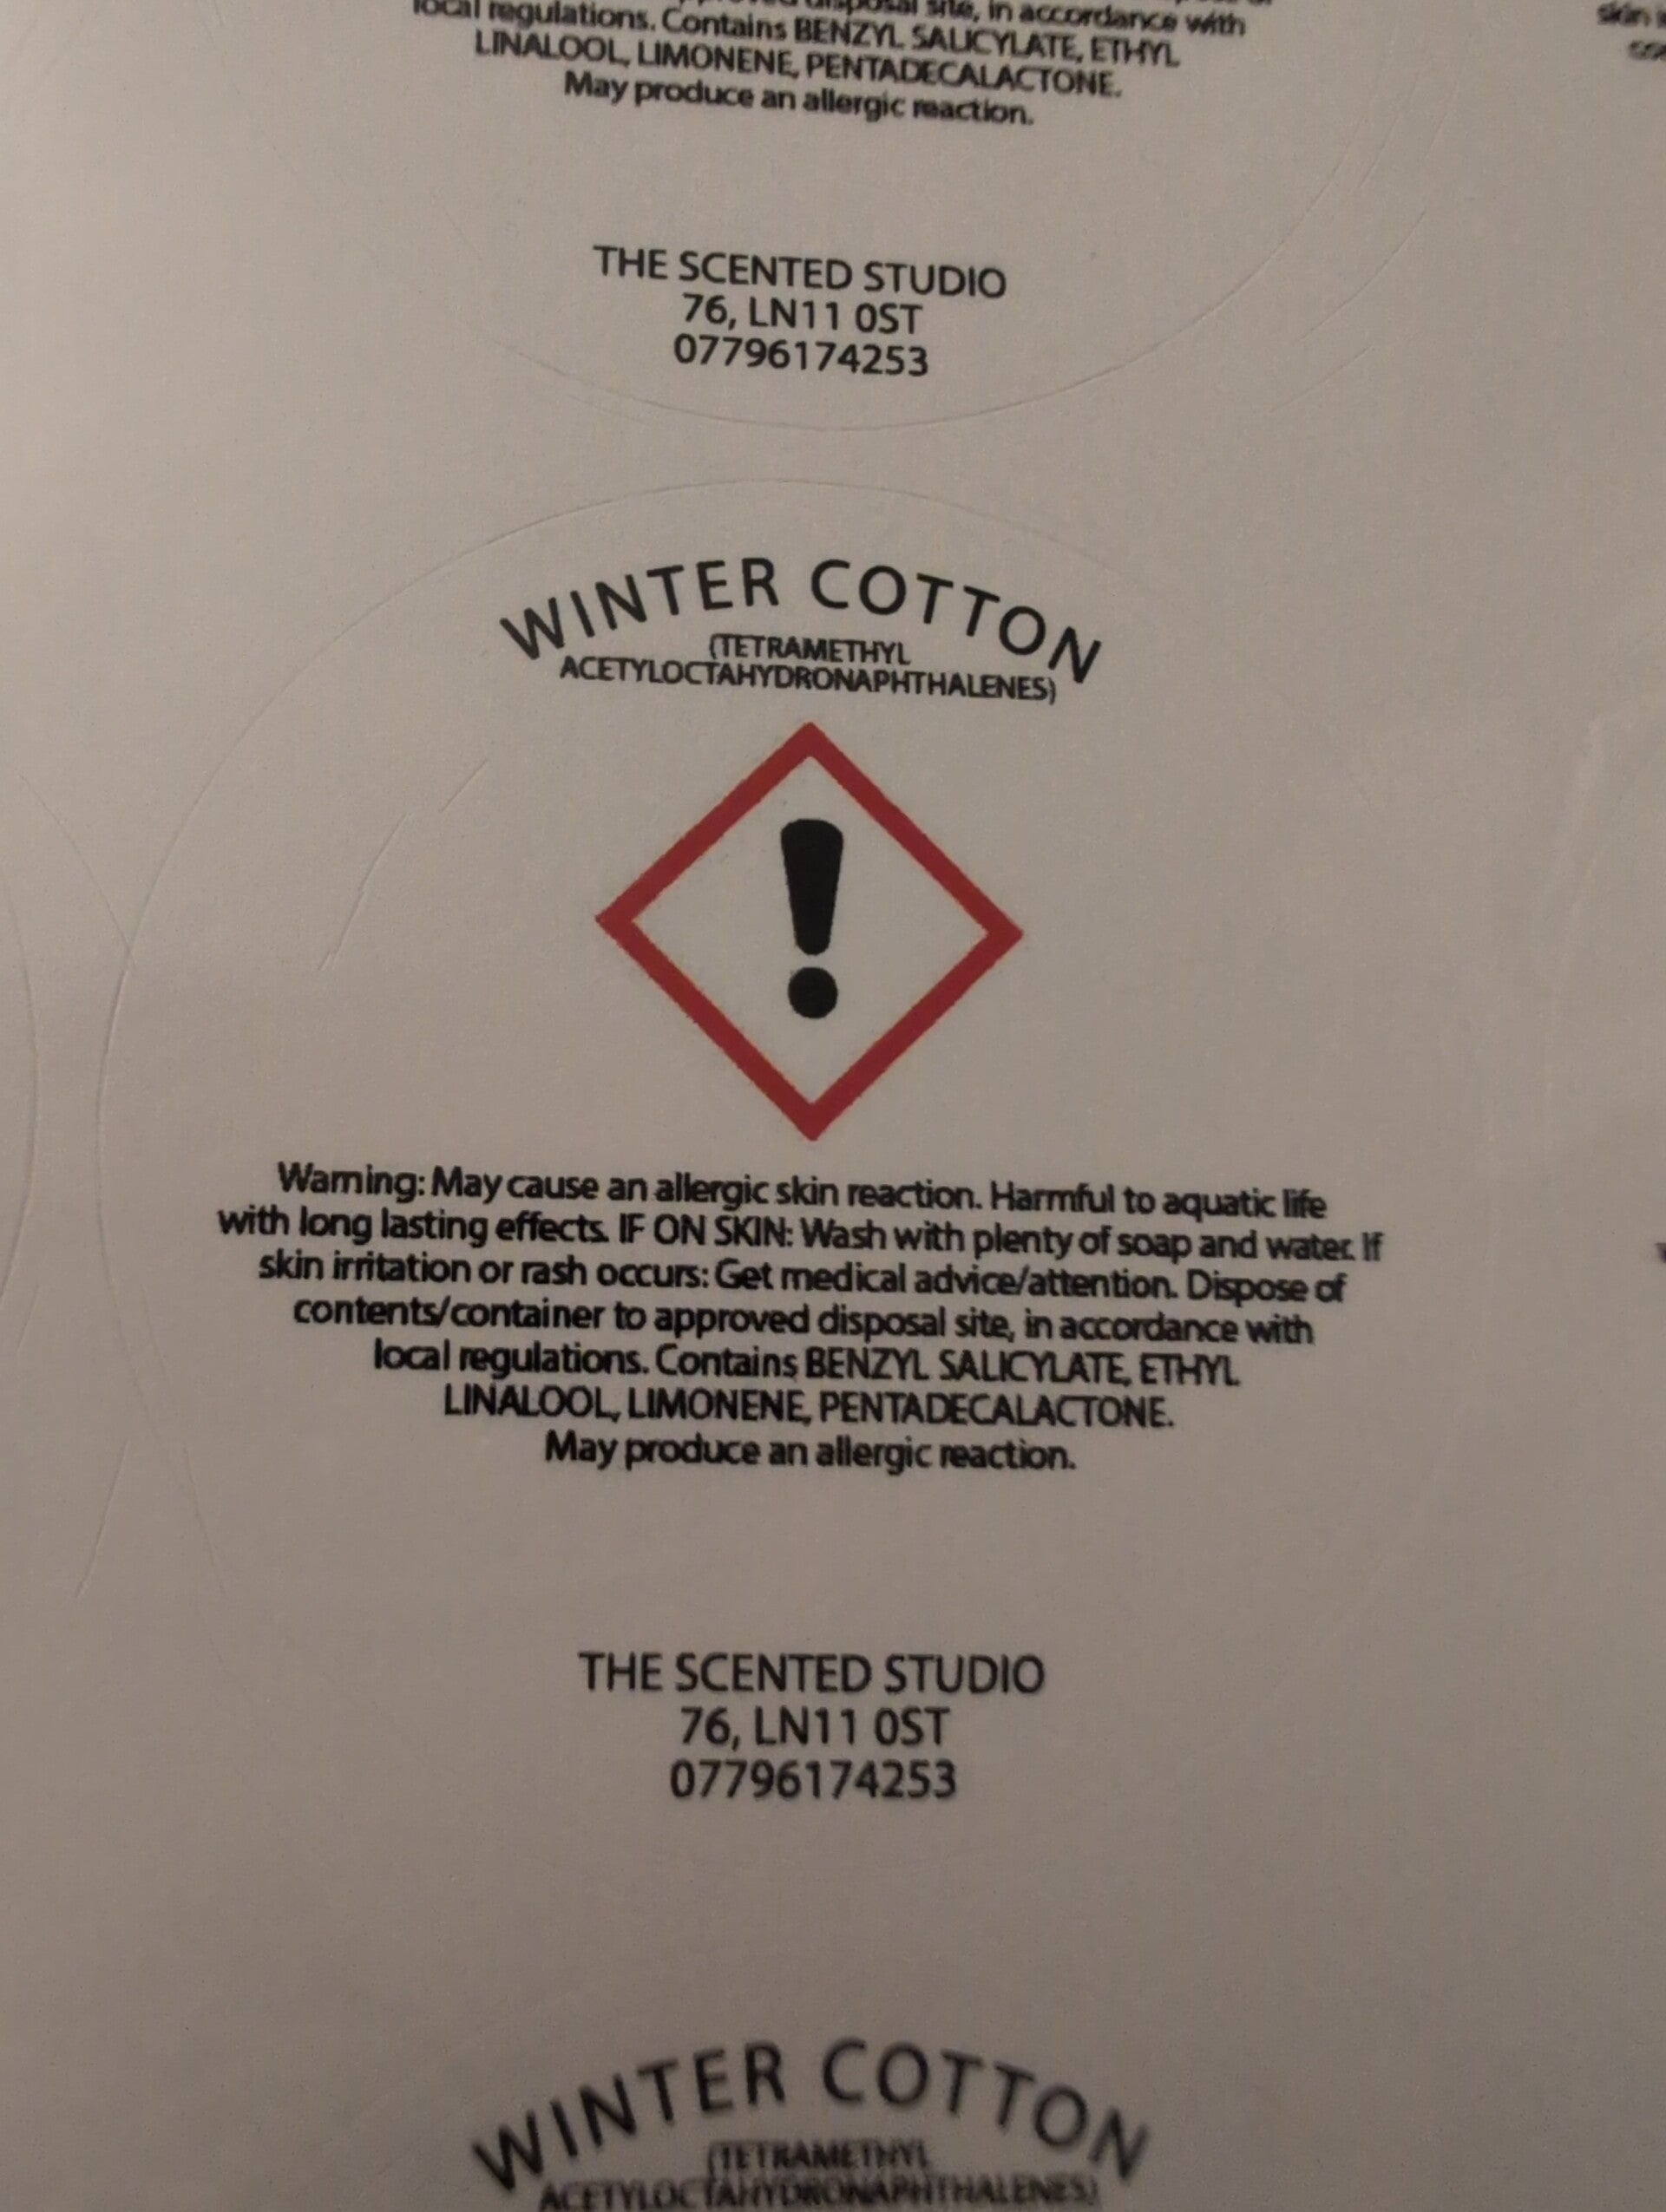 local regulations. Contains BENZYL SALICYLATE, ETHYL
LINALOOL, LIMONENE, PENTADECALACTONE.
May produce an allergic reaction.
THE SCENTED STUDIO
76, LN11 0ST
07796174253
WINTER COTTON
(TETRAMETHYL
ACETYLOCTAHYDRONAPHTHALENES)
Warning: May cause an allergic skin reaction. Harmful to aquatic life
with long lasting effects. IF ON SKIN: Wash with plenty of soap and water. If
skin irritation or rash occurs: Get medical advice/attention. Dispose of
contents/container to approved disposal site, in accordance with
local regulations. Contains BENZYL SALICYLATE, ETHYL
LINALOOL, LIMONENE, PENTADECALACTONE.
May produce an allergic reaction.
THE SCENTED STUDIO
76, LN11 0ST
07796174253
WINTER COTTON
(TETRAMETHYL
ACETYLOCTAHYDRONAPHTHALENES)